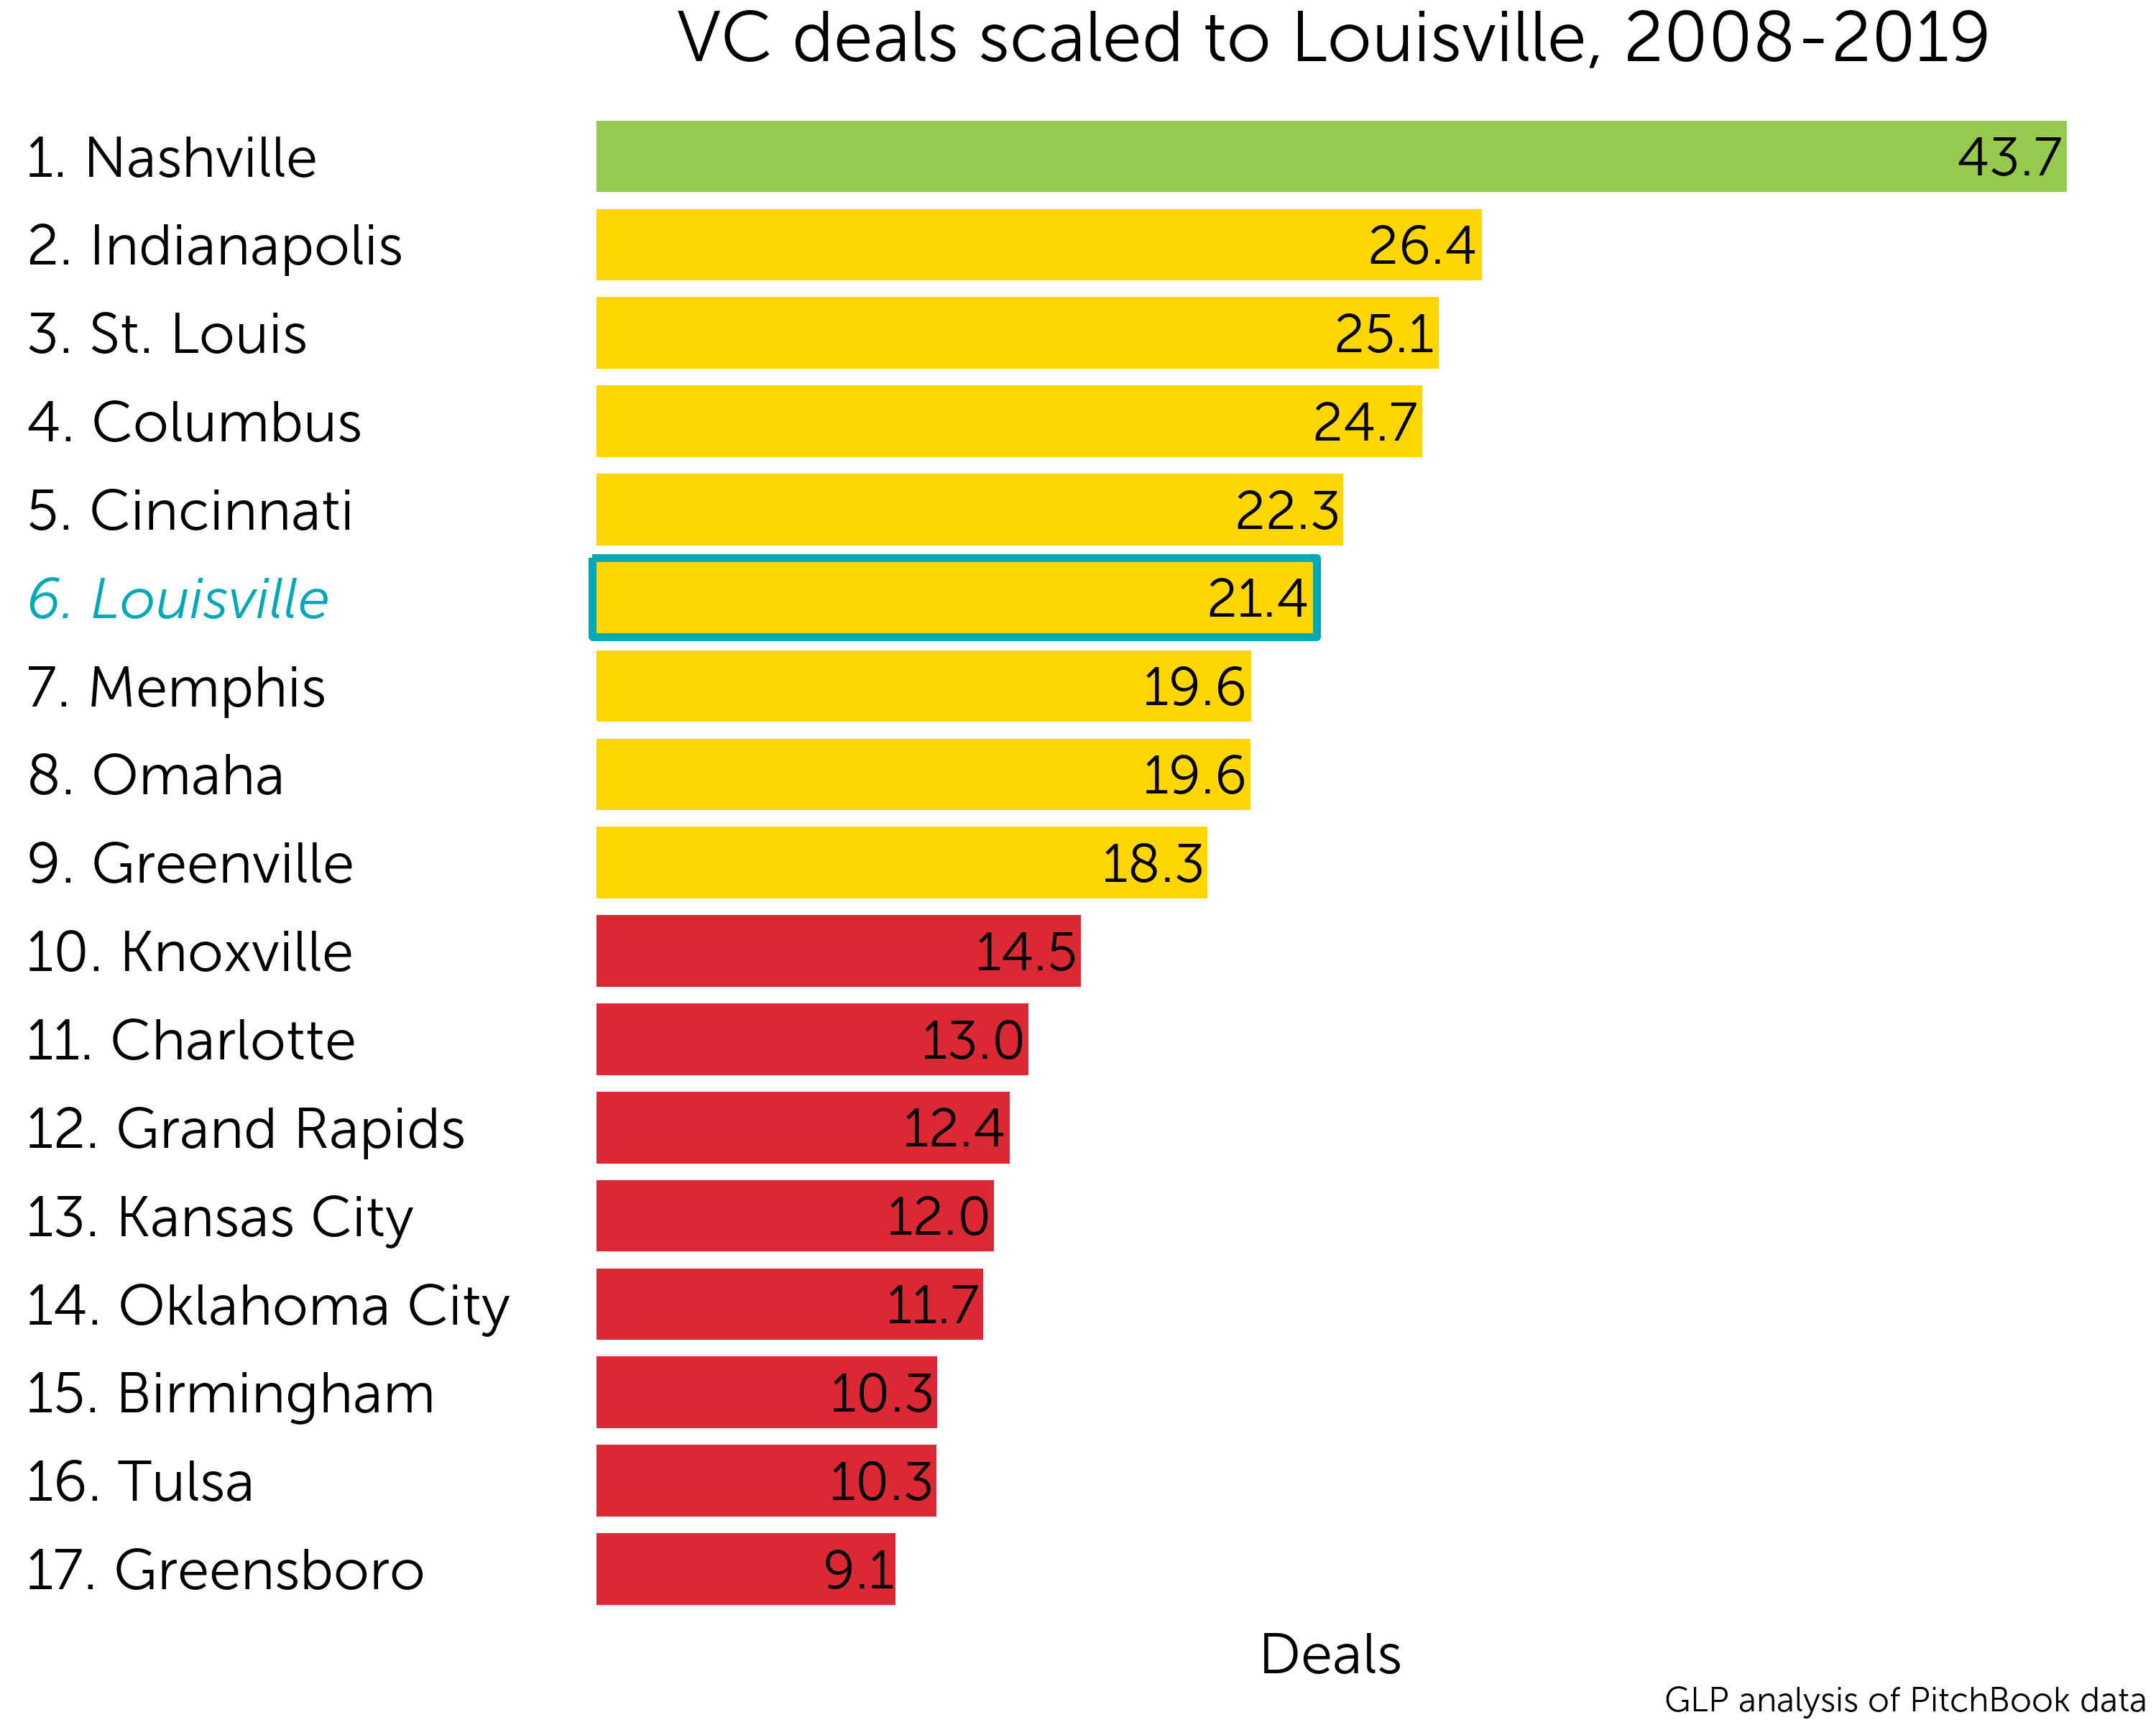 VC deals scaled to Louisville, 2008-2019
1. Nashville 43.7
2. Indianapolis 26.4
3. St. Louis 25.1
4. Columbus 24.7
5. Cincinnati 22.3
6. Louisville 21.4
7. Memphis 19.6
8. Omaha 19.6
9. Greenville 18.3
10. Knoxville 14.5
11. Charlotte 13.0
12. Grand Rapids 12.4
13. Kansas City 12.0
14. Oklahoma City 11.7
15. Birmingham 10.3
16. Tulsa 10.3
17. Greensboro 9.1
Deals
GLP analysis of PitchBook data